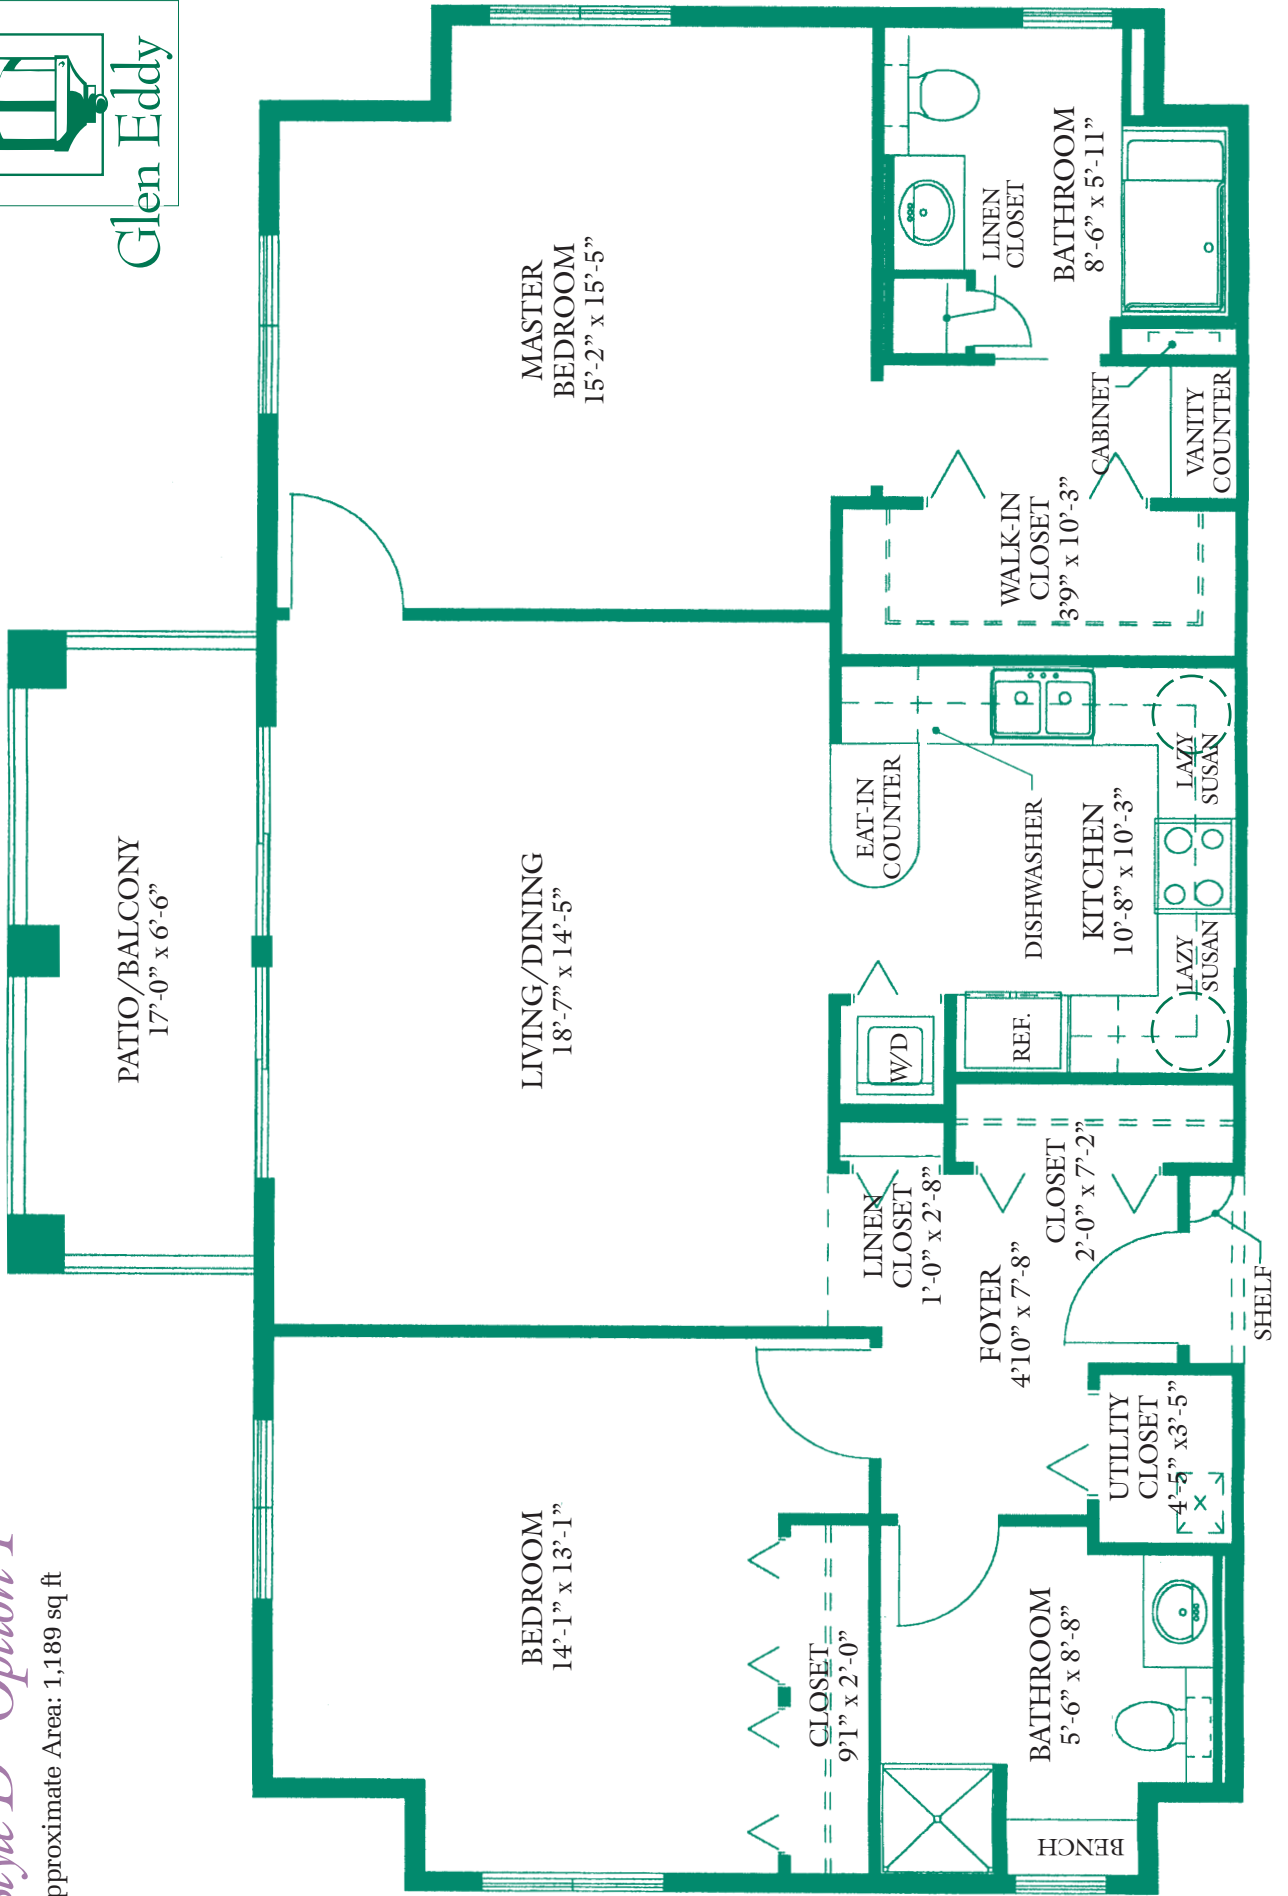 Option 1
Approximate Area: 1,189 sq ft
Glen Eddy
PATIO/BALCONY
17'-0" x 6'-6"
BEDROOM
14'-1" x 13'-1"
LIVING/DINING
18'-7" x 14'-5"
MASTER
BEDROOM
15'-2" x 15'-5"
CLOSET
9'1" x 2'-0"
LINEN
CLOSET
1'-0" x 2'-8"
W/D
EAT-IN
COUNTER
LINEN
CLOSET
BATHROOM
5'-6" x 8'-8"
FOYER
4'10" x 7'-8"
CLOSET
2'-0" x 7'-2"
REF.
DISHWASHER
KITCHEN
10'-8" x 10'-3"
WALK-IN
CLOSET
3'9" x 10'-3"
BATHROOM
8'-6" x 5'-11"
CABINET
BENCH
UTILITY
CLOSET
4'-5" x3'-5"
LAZY
SUSAN
LAZY
SUSAN
VANITY
COUNTER
SHELF